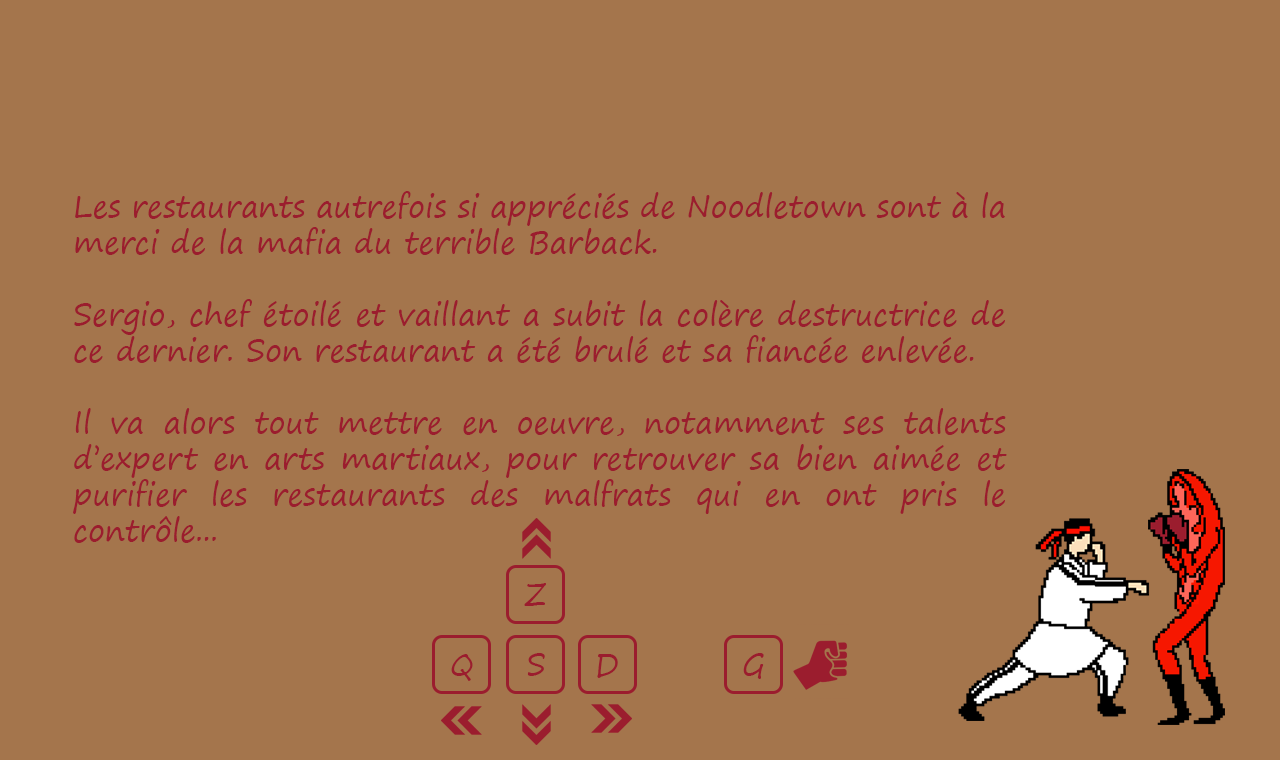 Les restaurants autrefois si appréciés de Noodletown sont à la
merci de la mafia du terrible Barback.
Sergio, chef étoilé et vaillant a subit la colère destructrice de
ce dernier. Son restaurant a été brulé et sa fiancée enlevée.
Il va alors tout mettre en oeuvre, notamment ses talents
d'expert en arts martiaux, pour retrouver sa bien aimée et
purifier les restaurants des malfrats qui en ont pris le
contrôle...
Z
Q S D G